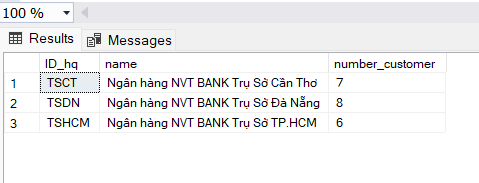 100 %
Results Messages
ID_hq name number_customer
1 TSCT Ngân hàng NVT BANK Trụ Sở Cần Thơ 7
2 TSDN Ngân hàng NVT BANK Trụ Sở Đà Nẵng 8
3 TSHCM Ngân hàng NVT BANK Trụ Sở TP.HCM 6